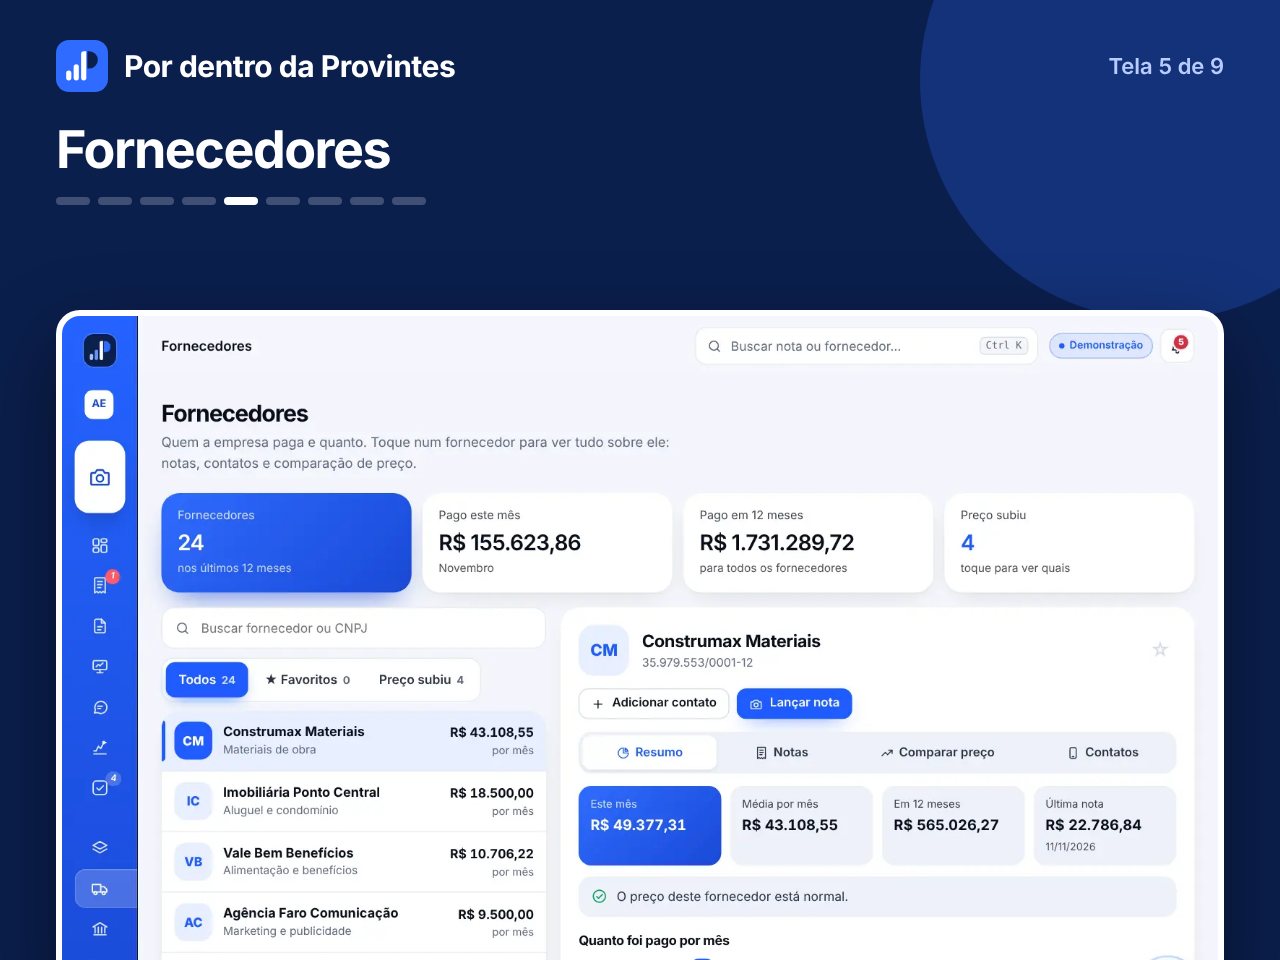 Por dentro da Provintes
Tela 5 de 9
Fornecedores
Fornecedores
Buscar nota ou fornecedor...
Ctrl K
Demonstração
5
AE
Fornecedores
Quem a empresa paga e quanto. Toque num fornecedor para ver tudo sobre ele:
notas, contatos e comparação de preço.
Fornecedores
24
nos últimos 12 meses
Pago este mês
R$ 155.623,86
Novembro
Pago em 12 meses
R$ 1.731.289,72
para todos os fornecedores
Preço subiu
4
toque para ver quais
1
4
Buscar fornecedor ou CNPJ
Todos 24
★ Favoritos 0
Preço subiu 4
CM
Construmax Materiais
Materiais de obra
R$ 43.108,55
por mês
IC
Imobiliária Ponto Central
Aluguel e condomínio
R$ 18.500,00
por mês
VB
Vale Bem Benefícios
Alimentação e benefícios
R$ 10.706,22
por mês
AC
Agência Faro Comunicação
Marketing e publicidade
R$ 9.500,00
por mês
CM
Construmax Materiais
35.979.553/0001-12
Adicionar contato
Lançar nota
Resumo
Notas
Comparar preço
Contatos
Este mês
R$ 49.377,31
Média por mês
R$ 43.108,55
Em 12 meses
R$ 565.026,27
Última nota
R$ 22.786,84
11/11/2026
O preço deste fornecedor está normal.
Quanto foi pago por mês